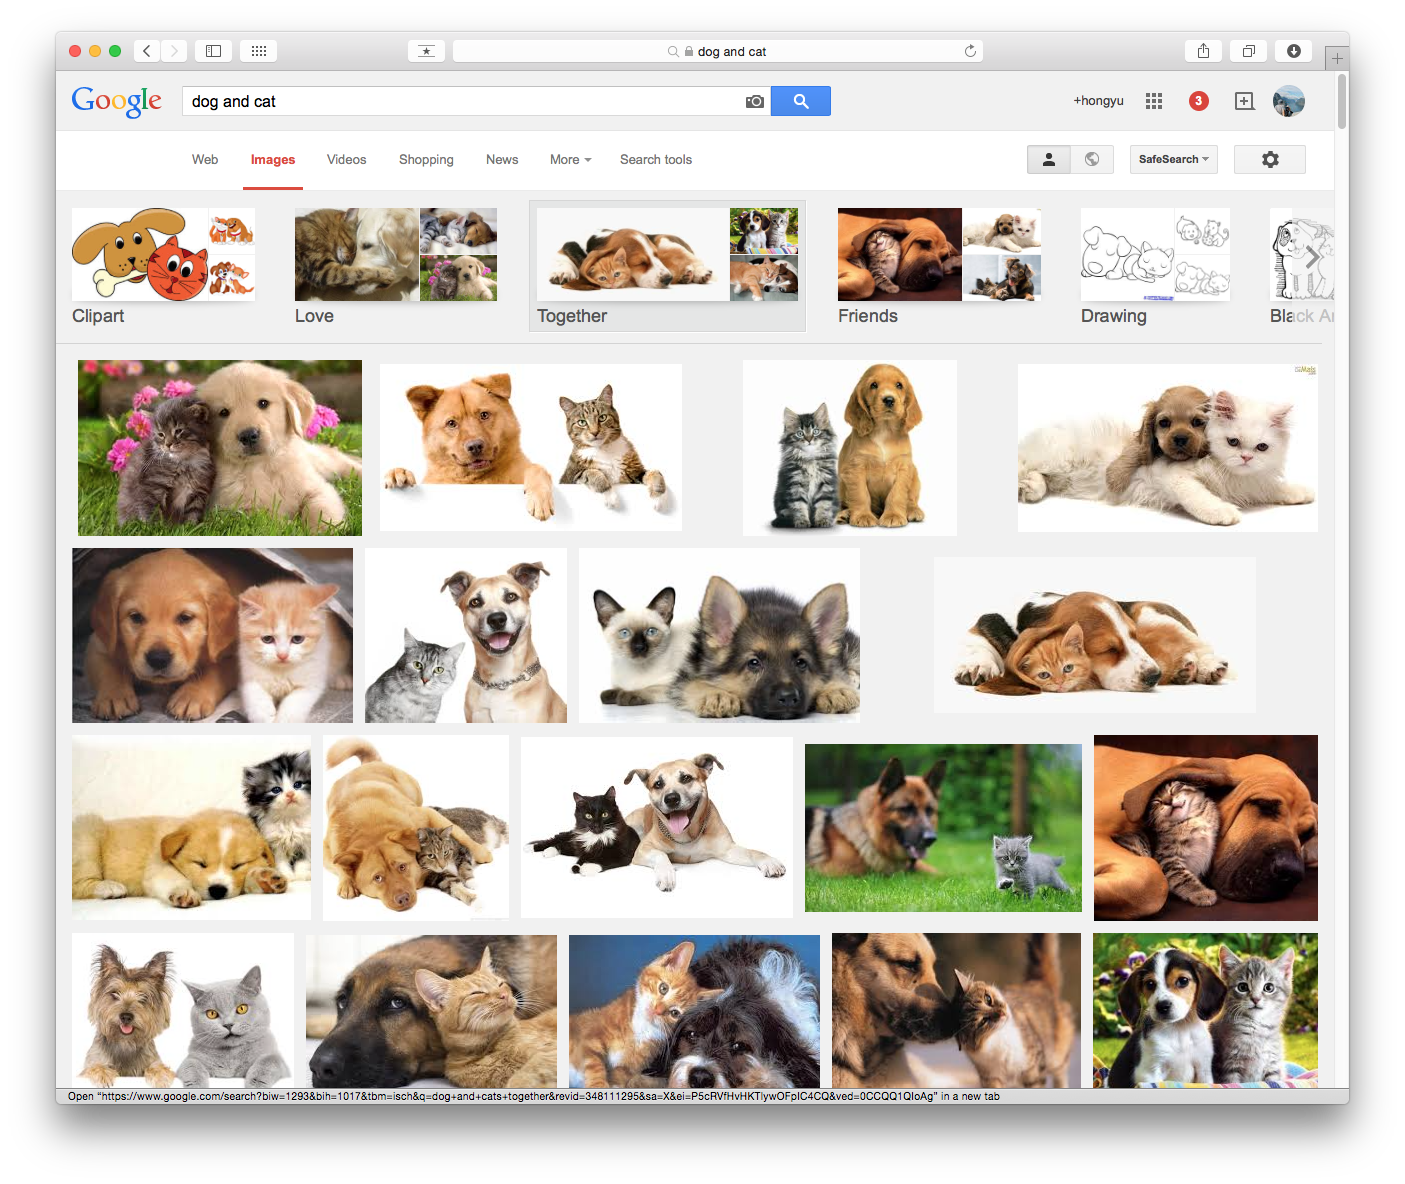 dog and cat
Google
dog and cat
+hongyu
3
Web
Images
Videos
Shopping
News
More
Search tools
SafeSearch
Clipart
Love
Together
Friends
Drawing
Black Ar
Open “https://www.google.com/search?biw=1293&bih=1017&tbm=isch&q=dog+and+cats+together&revid=348111295&sa=X&ei=P5cRVfHvHKTlywOFpIC4CQ&ved=0CCQQ1QIoAg” in a new tab